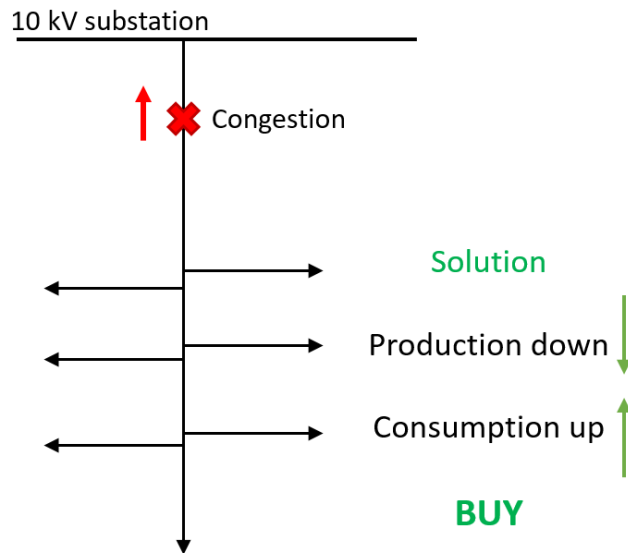 10 kV substation
Congestion
Solution
Production down
Consumption up
BUY